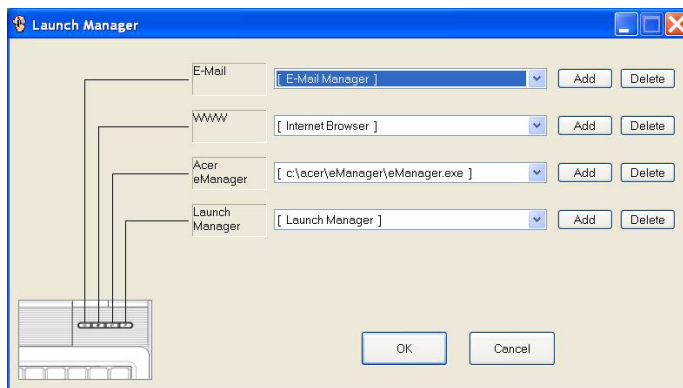 Launch Manager
E-Mail
[ E-Mail Manager ]
Add
Delete
WWW
[ Internet Browser ]
Add
Delete
Acer
eManager
[ c:\acer\eManager\eManager.exe ]
Add
Delete
Launch
Manager
[ Launch Manager ]
Add
Delete
OK
Cancel